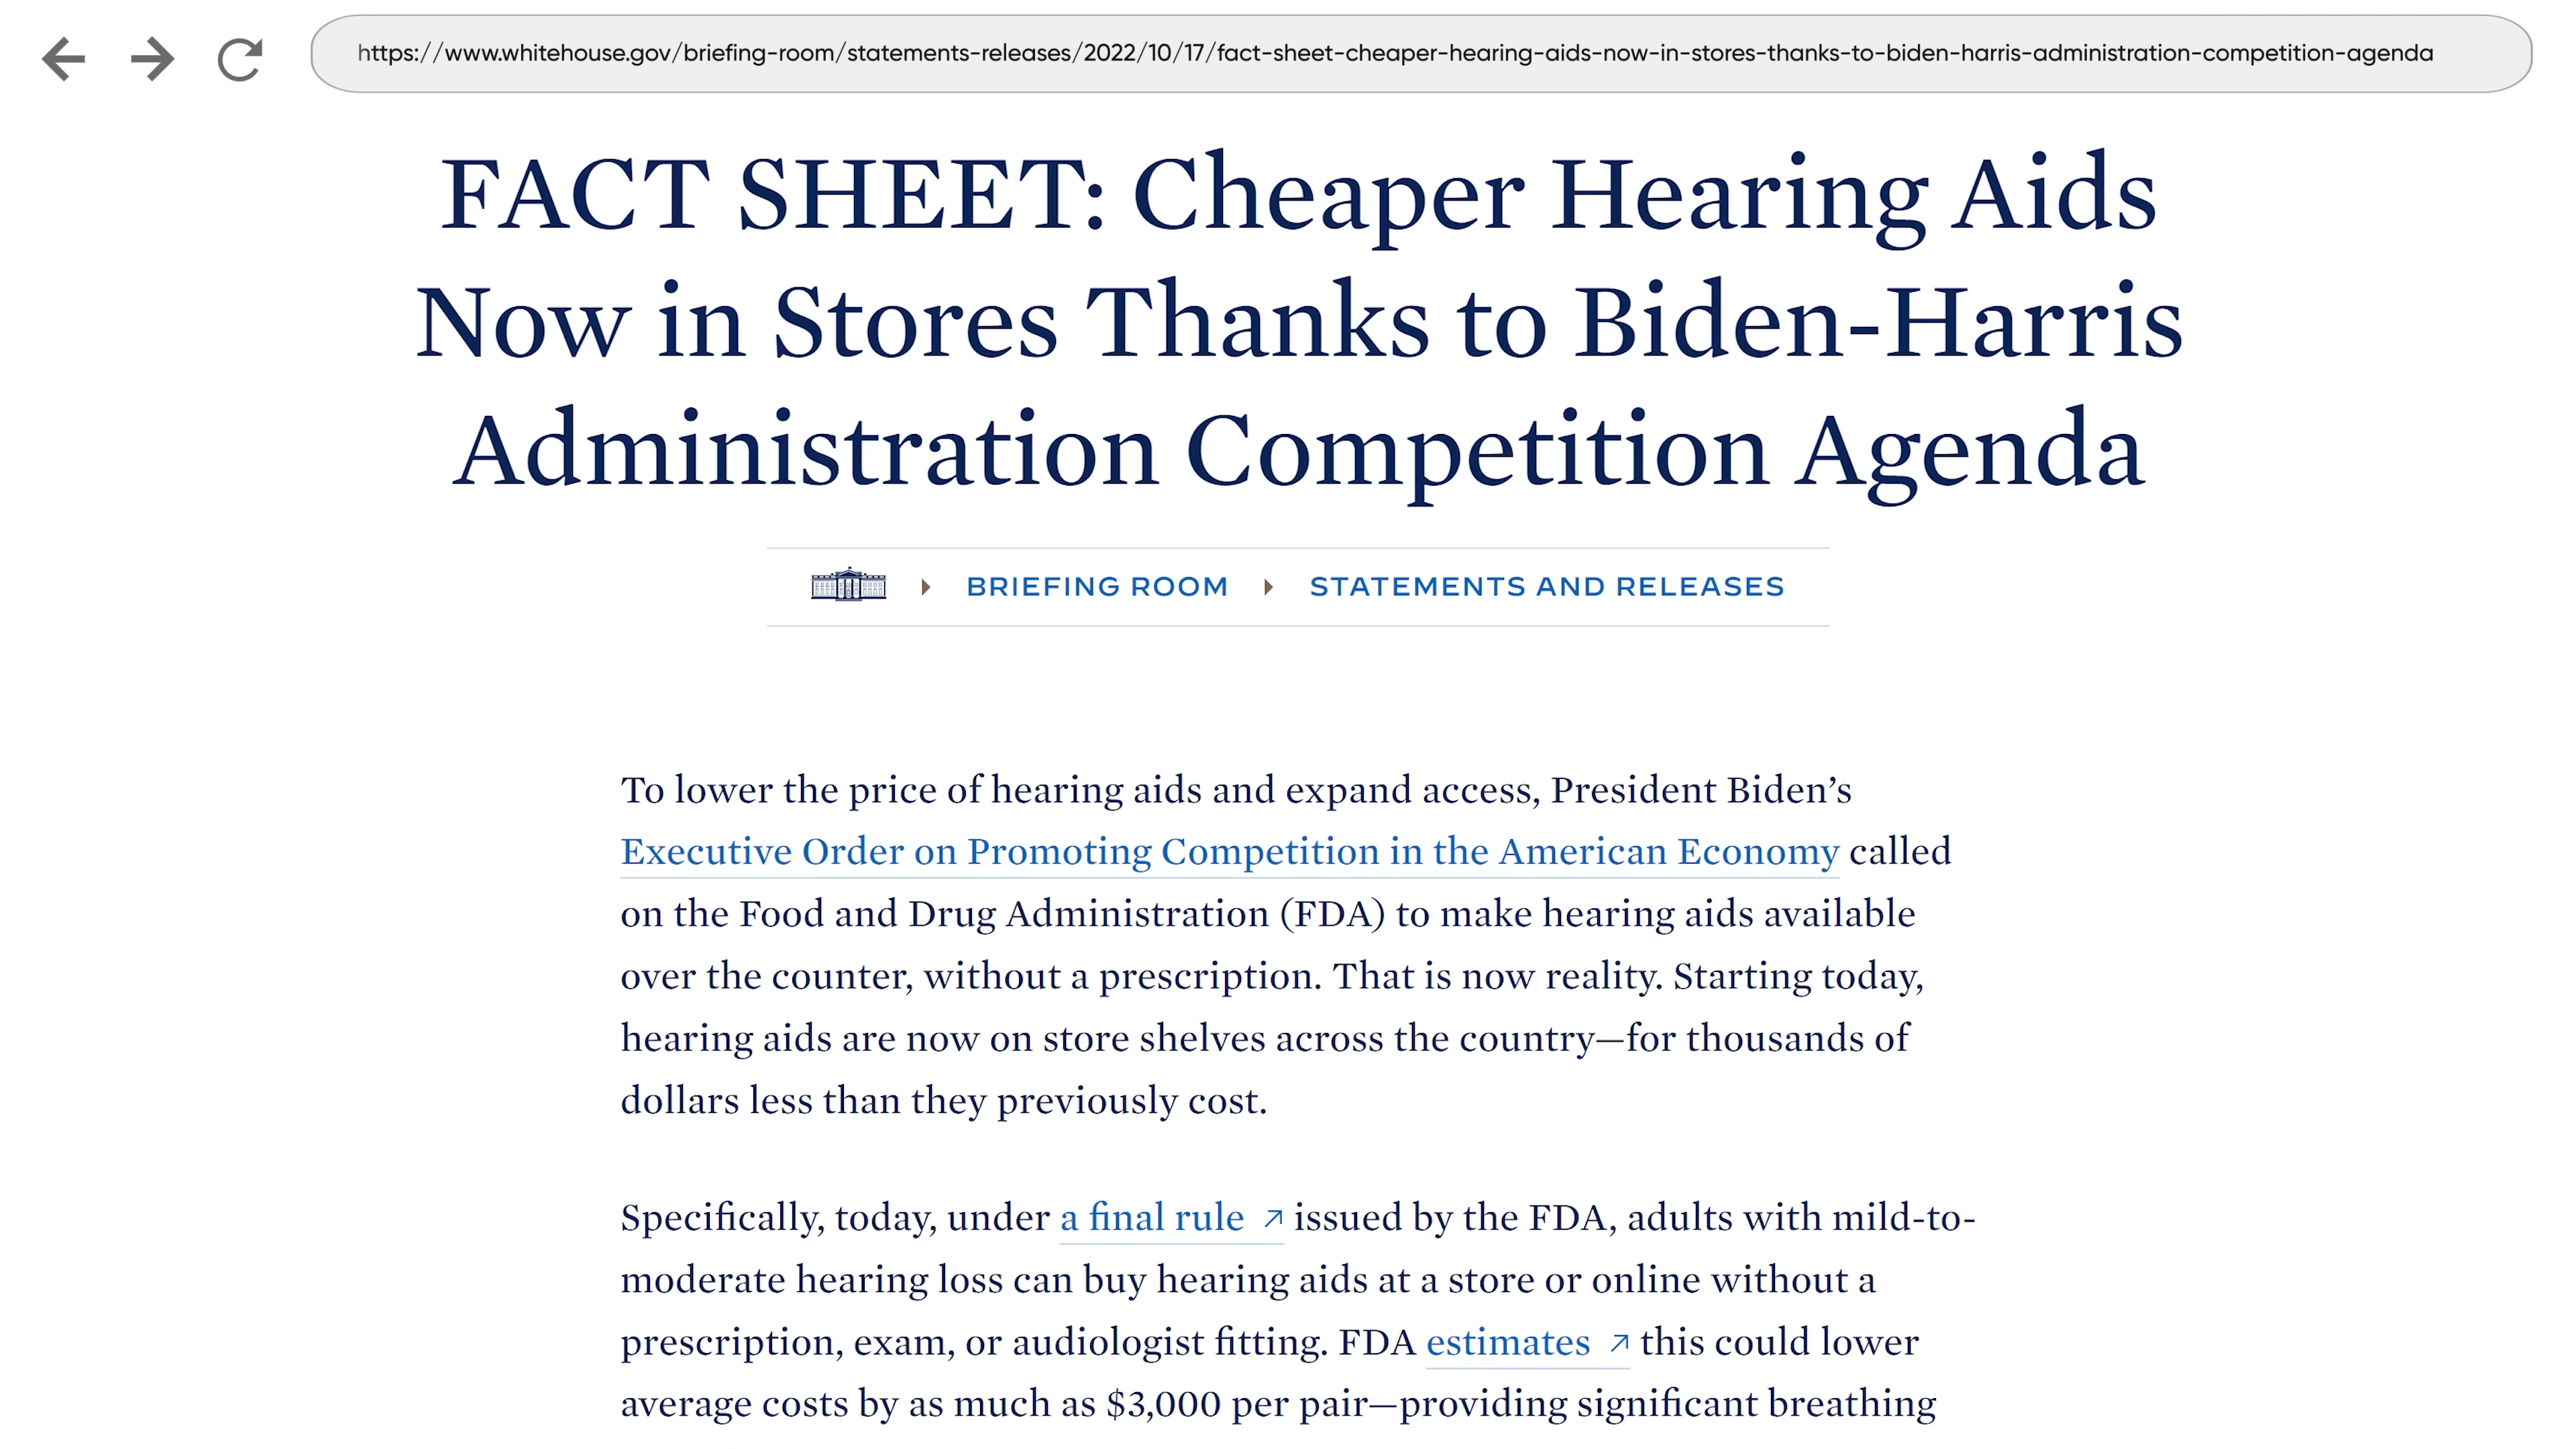 https://www.whitehouse.gov/briefing-room/statements-releases/2022/10/17/fact-sheet-cheaper-hearing-aids-now-in-stores-thanks-to-biden-harris-administration-competition-agenda
FACT SHEET: Cheaper Hearing Aids
Now in Stores Thanks to Biden-Harris
Administration Competition Agenda
BRIEFING ROOM STATEMENTS AND RELEASES
To lower the price of hearing aids and expand access, President Biden’s
Executive Order on Promoting Competition in the American Economy called
on the Food and Drug Administration (FDA) to make hearing aids available
over the counter, without a prescription. That is now reality. Starting today,
hearing aids are now on store shelves across the country—for thousands of
dollars less than they previously cost.
Specifically, today, under a final rule issued by the FDA, adults with mild-to-
moderate hearing loss can buy hearing aids at a store or online without a
prescription, exam, or audiologist fitting. FDA estimates this could lower
average costs by as much as $3,000 per pair—providing significant breathing